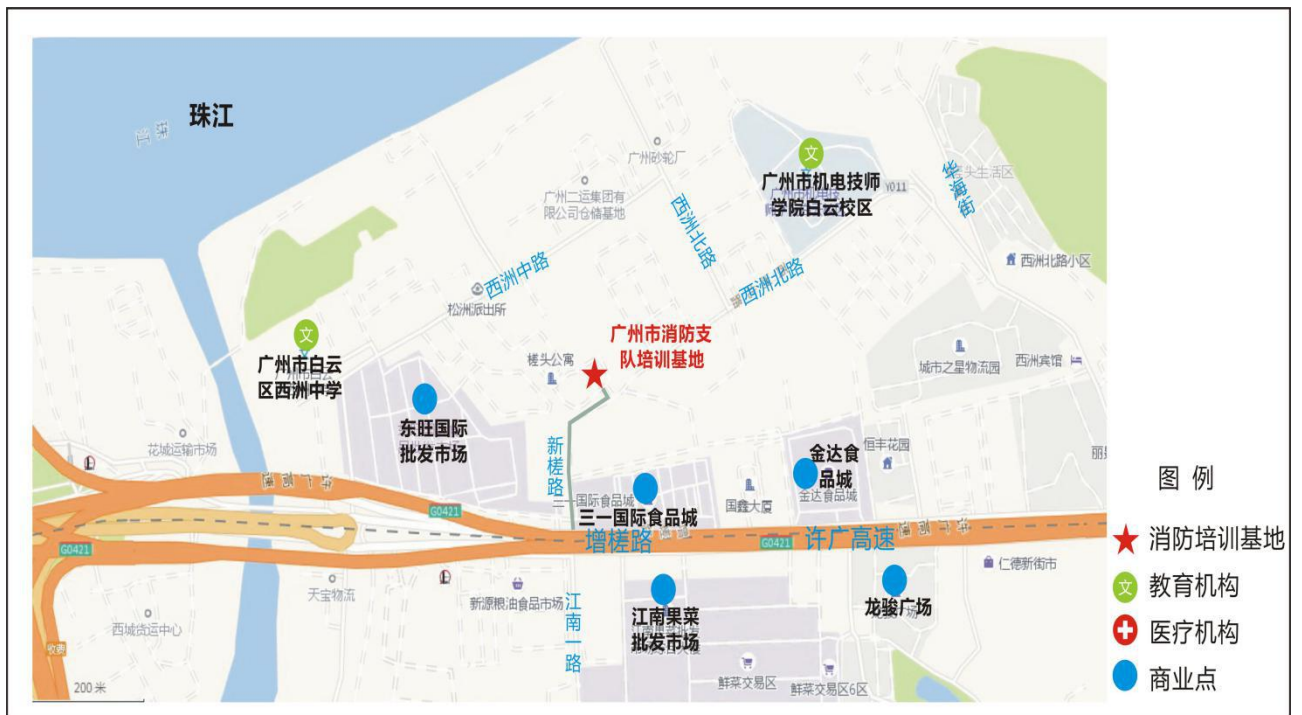 珠江
珠江
广州砂轮厂
广州市机电技师
学院白云校区
Y011
华海街
广州二运集团有
限公司仓储基地
西洲北路
西洲北路小区
西洲中路
西洲北路
松洲派出所
广州市消防支
队培训基地
槎头公寓
城市之星物流园
西洲宾馆
广州市白云
区西洲中学
东旺国际
批发市场
花城运输市场
新槎路
金达食
品城
金达食品城
恒丰花园
三一国际食品城
国鑫大厦
图 例
消防培训基地
文 教育机构
医疗机构
商业点
G0421
增槎路
G0421
许广高速
G0421
仁德新街市
天宝物流
新源粮油食品市场
江南一路
江南果菜
批发市场
龙骏广场
西城货运中心
收费
鲜菜交易区
鲜菜交易区6区
200 米